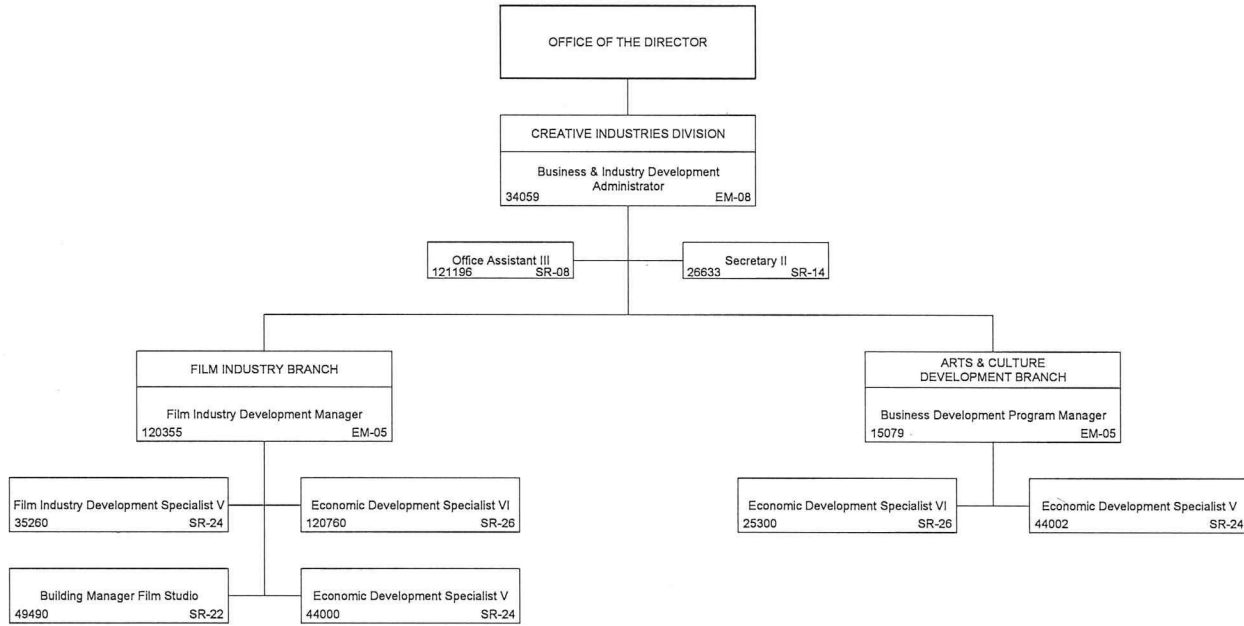 OFFICE OF THE DIRECTOR
CREATIVE INDUSTRIES DIVISION
Business & Industry Development
Administrator
34059 EM-08
Office Assistant III
121196 SR-08
Secretary II
26633 SR-14
FILM INDUSTRY BRANCH
Film Industry Development Manager
120355 EM-05
ARTS & CULTURE
DEVELOPMENT BRANCH
Business Development Program Manager
15079 EM-05
Film Industry Development Specialist V
35260 SR-24
Economic Development Specialist VI
120760 SR-26
Economic Development Specialist VI
25300 SR-26
Economic Development Specialist V
44002 SR-24
Building Manager Film Studio
49490 SR-22
Economic Development Specialist V
44000 SR-24